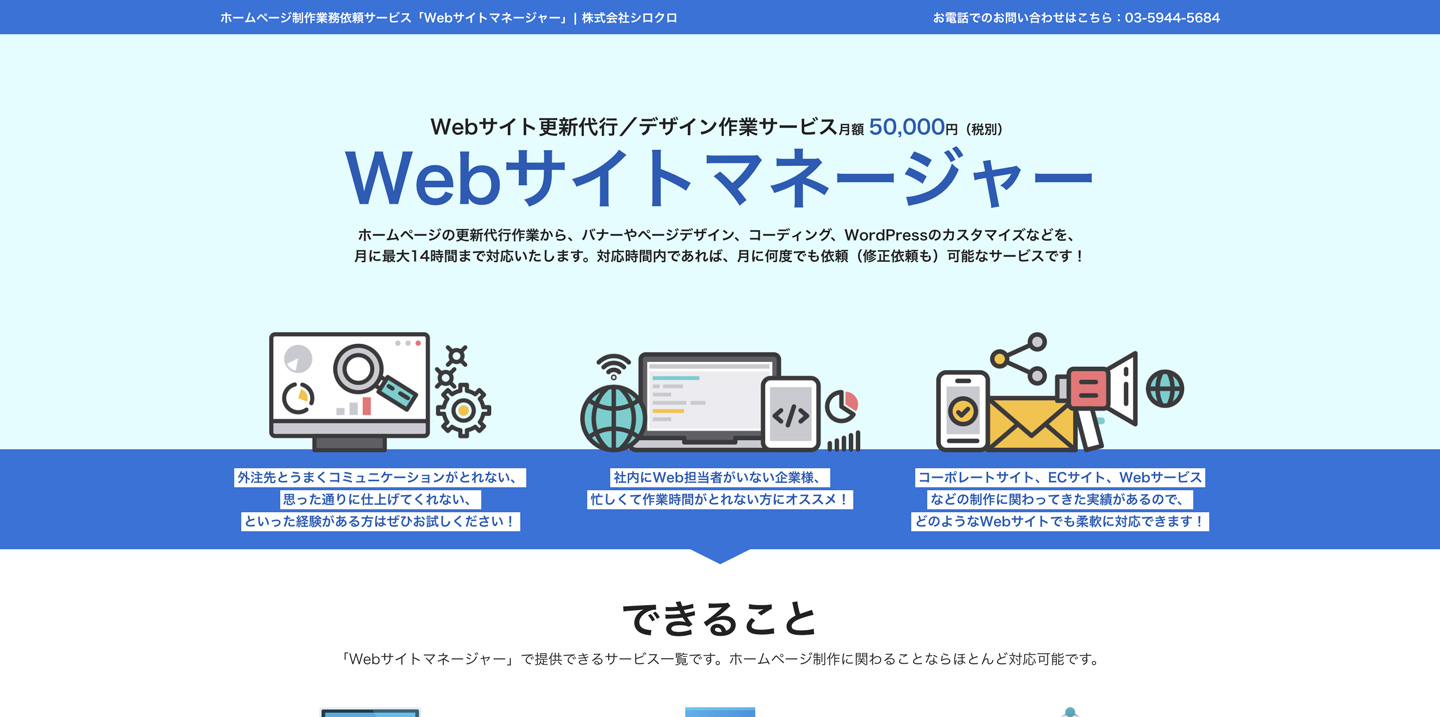 ホームページ制作業務依頼サービス「Webサイトマネージャー」| 株式会社シロクロ
お電話でのお問い合わせはこちら：03-5944-5684
Webサイト更新代行／デザイン作業サービス月額 50,000円（税別）
Webサイトマネージャー
ホームページの更新代行作業から、バナーやページデザイン、コーディング、WordPressのカスタマイズなどを、
月に最大14時間まで対応いたします。対応時間内であれば、月に何度でも依頼（修正依頼も）可能なサービスです！
</>
外注先とうまくコミュニケーションがとれない、
思った通りに仕上げてくれない、
といった経験がある方はぜひお試しください！
社内にWeb担当者がいない企業様、
忙しくて作業時間がとれない方にオススメ！
コーポレートサイト、ECサイト、Webサービス
などの制作に関わってきた実績があるので、
どのようなWebサイトでも柔軟に対応できます！
できること
「Webサイトマネージャー」で提供できるサービス一覧です。ホームページ制作に関わることならほとんど対応可能です。